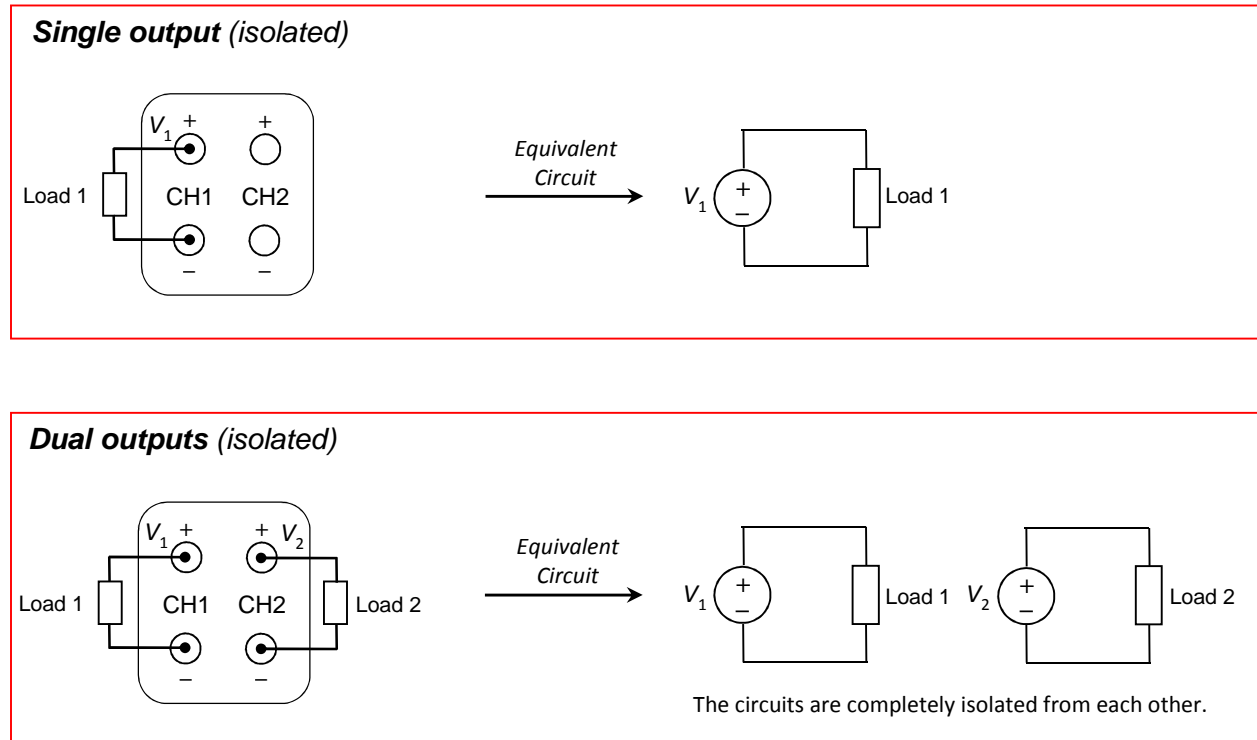 Single output (isolated)
V1 + +
Equivalent
Circuit
Load 1 CH1 CH2
V1 + − Load 1
− −
Dual outputs (isolated)
V1 + + V2
Equivalent
Circuit
Load 1 CH1 CH2 Load 2
V1 + − Load 1 V2 + − Load 2
− −
The circuits are completely isolated from each other.